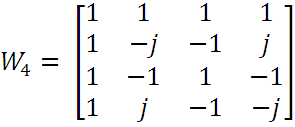 W₄ = [1 1 1 1
1 -j -1 j
1 -1 1 -1
1 j -1 -j]